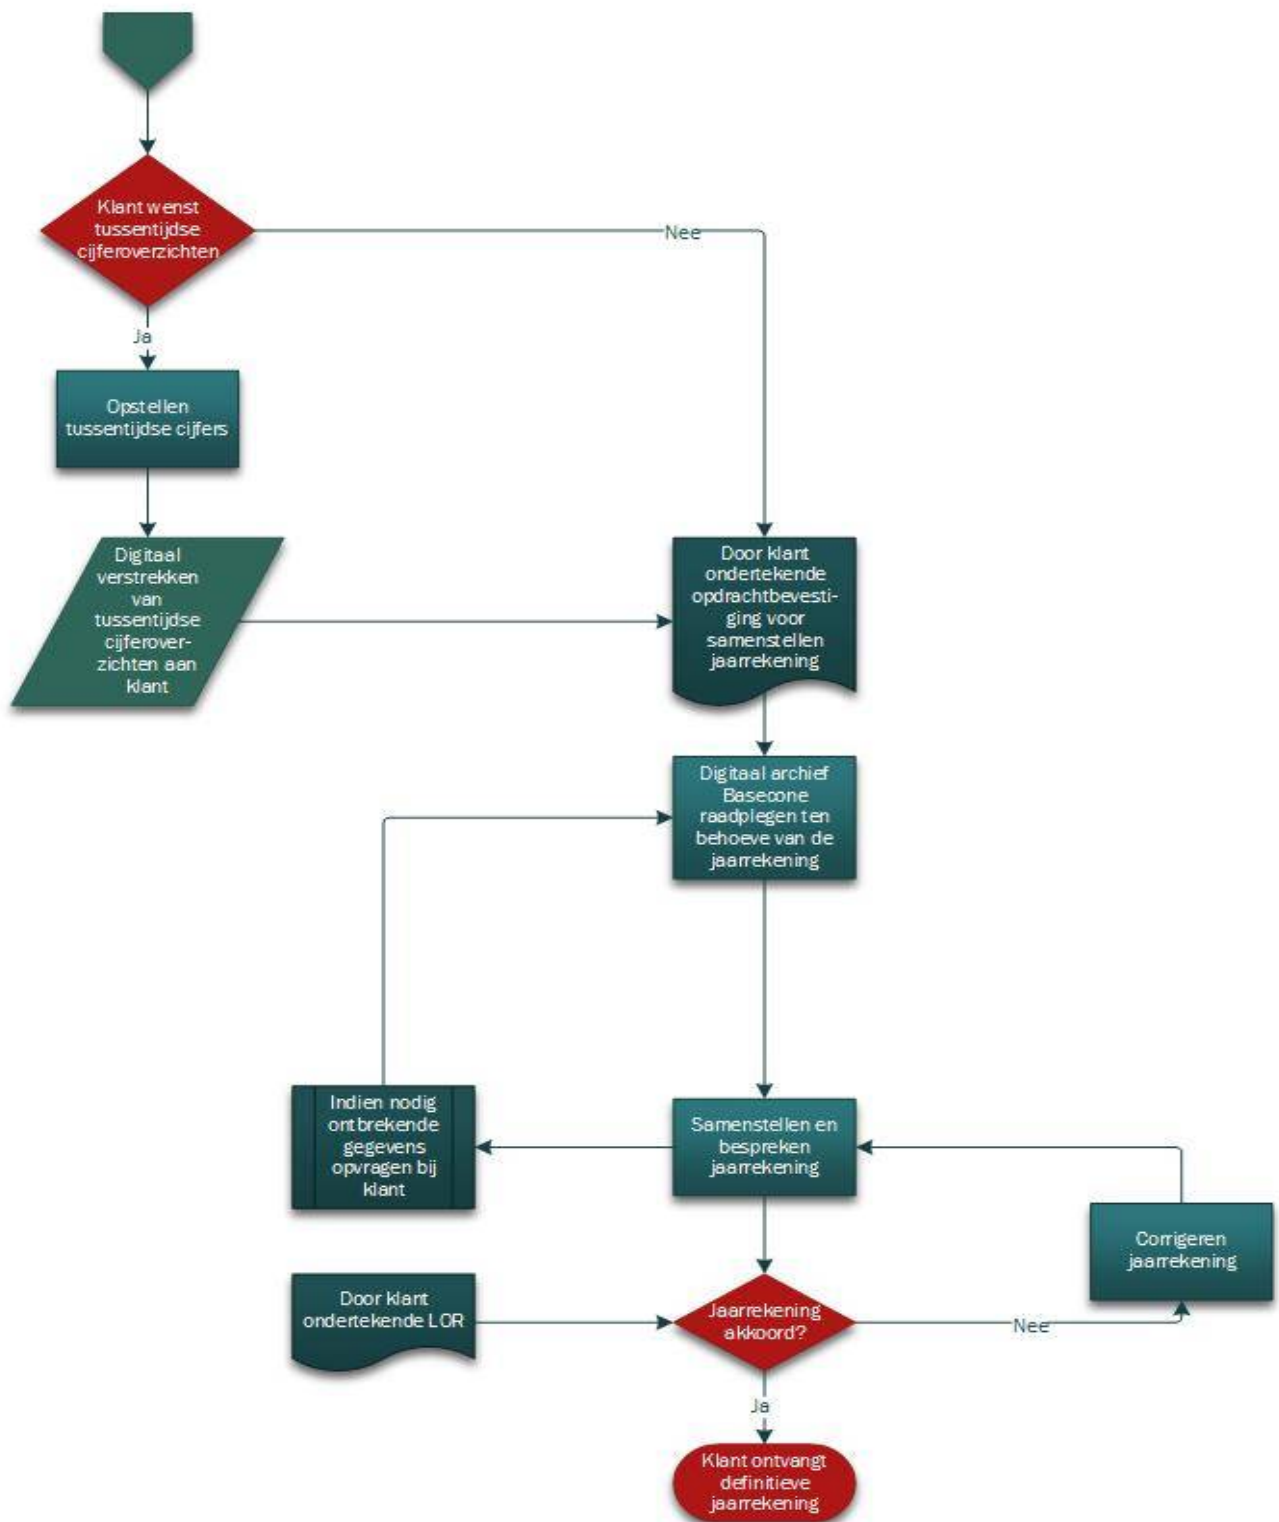 Klant wenst
tussentijdse
cijferoverzichten
Nee
Ja
Opstellen
tussentijdse cijfers
Digitaal
verstrekken
van
tussentijdse
cijferover-
zichten aan
klant
Door klant
ondertekende
opdrachtbevesti-
ging voor
samenstellen
jaarrekening
Digitaal archief
Basecone
raadplegen ten
behoeve van de
jaarrekening
Indien nodig
ontbrekende
gegevens
opvragen bij
klant
Samenstellen en
bespreken
jaarrekening
Corrigeren
jaarrekening
Door klant
ondertekende LOR
Jaarrekening
akkoord?
Nee
Ja
Klant ontvangt
definitieve
jaarrekening